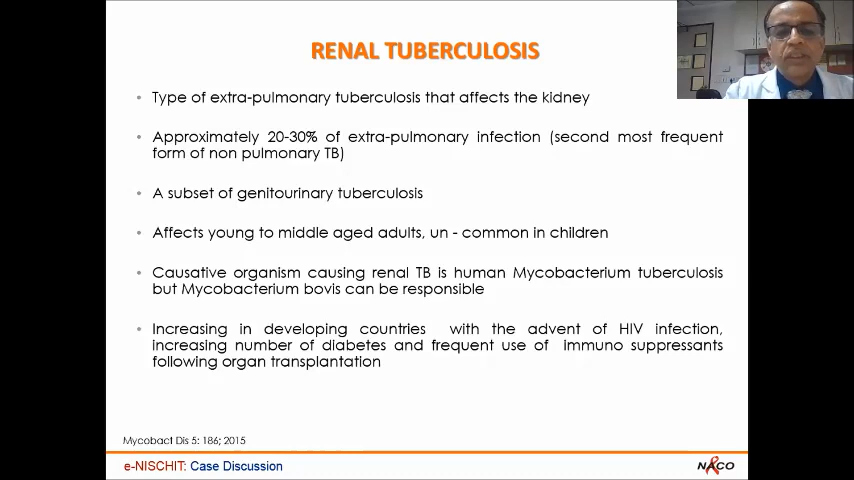 RENAL TUBERCULOSIS
• Type of extra-pulmonary tuberculosis that affects the kidney
• Approximately 20-30% of extra-pulmonary infection (second most frequent
form of non pulmonary TB)
• A subset of genitourinary tuberculosis
• Affects young to middle aged adults, un - common in children
• Causative organism causing renal TB is human Mycobacterium tuberculosis
but Mycobacterium bovis can be responsible
• Increasing in developing countries with the advent of HIV infection,
increasing number of diabetes and frequent use of immuno suppressants
following organ transplantation
Mycobact Dis 5: 186; 2015
e-NISCHIT: Case Discussion
NACO